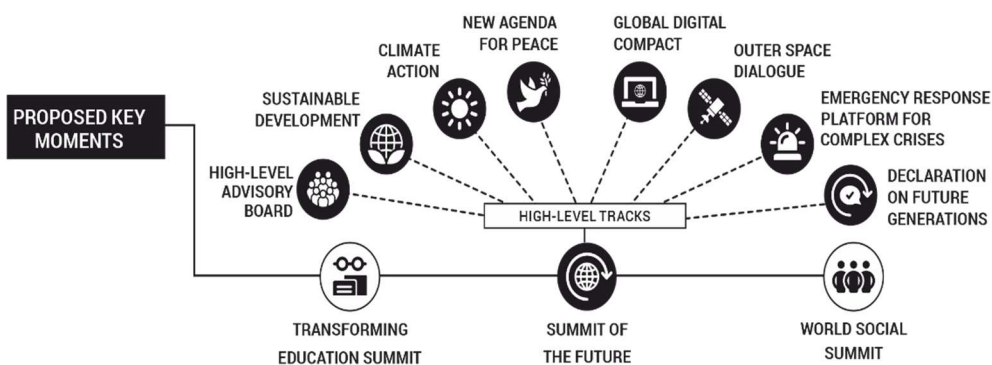 PROPOSED KEY
MOMENTS
HIGH-LEVEL
ADVISORY
BOARD
SUSTAINABLE
DEVELOPMENT
CLIMATE
ACTION
NEW AGENDA
FOR PEACE
GLOBAL DIGITAL
COMPACT
OUTER SPACE
DIALOGUE
EMERGENCY RESPONSE
PLATFORM FOR
COMPLEX CRISES
DECLARATION
ON FUTURE
GENERATIONS
HIGH-LEVEL TRACKS
TRANSFORMING
EDUCATION SUMMIT
SUMMIT OF
THE FUTURE
WORLD SOCIAL
SUMMIT